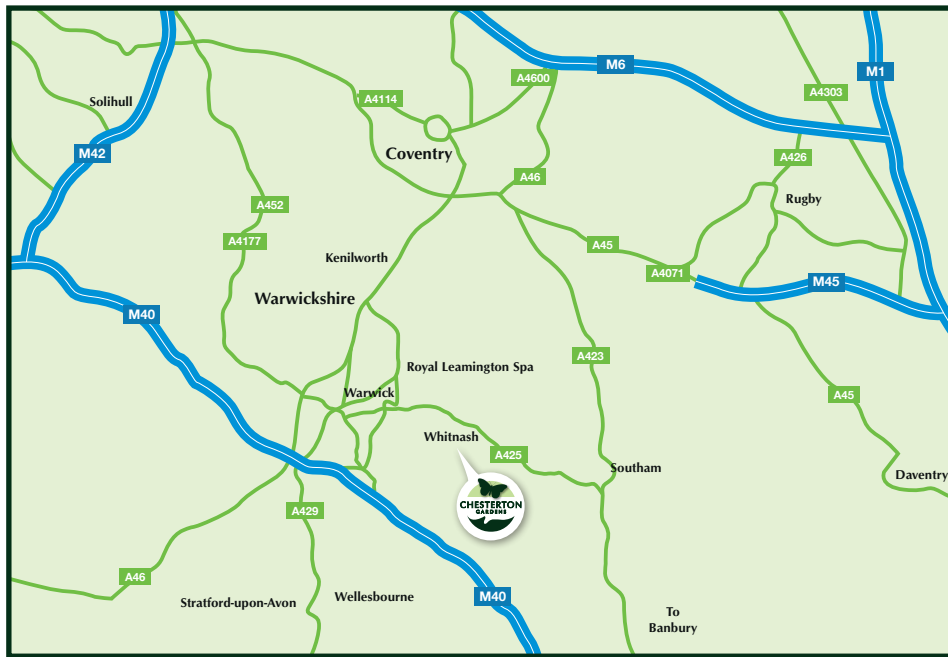 M6
M1
A4600
A4303
A4114
Solihull
Coventry
M42
A426
A46
Rugby
A452
A4177
A45
Kenilworth
A4071
M45
Warwickshire
M40
A423
Royal Leamington Spa
Warwick
A45
Whitnash
A425
Southam
Daventry
CHESTERTON
GARDENS
A429
A46
M40
Wellesbourne
Stratford-upon-Avon
To
Banbury